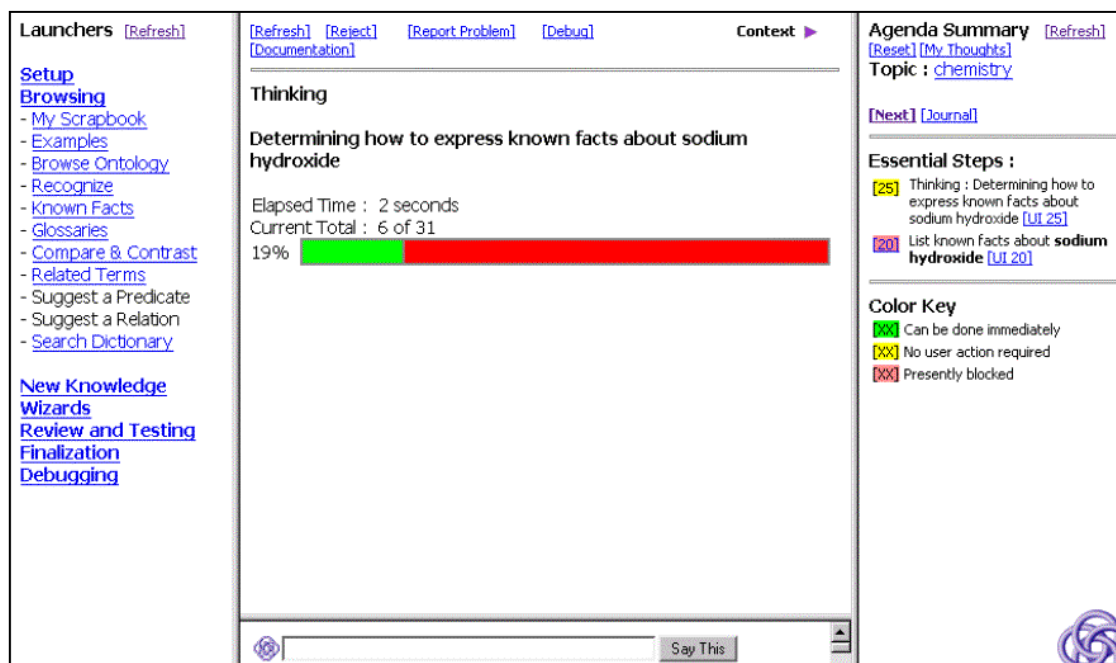 Launchers [Refresh]
Setup
Browsing
- My Scrapbook
- Examples
- Browse Ontology
- Recognize
- Known Facts
- Glossaries
- Compare & Contrast
- Related Terms
- Suggest a Predicate
- Suggest a Relation
- Search Dictionary
New Knowledge
Wizards
Review and Testing
Finalization
Debugging
[Refresh] [Reject] [Report Problem] [Debug] Context
[Documentation]
Thinking
Determining how to express known facts about sodium
hydroxide
Elapsed Time : 2 seconds
Current Total : 6 of 31
19%
Say This
Agenda Summary [Refresh]
[Reset] [My Thoughts]
Topic : chemistry
[Next] [Journal]
Essential Steps :
[25] Thinking : Determining how to
express known facts about
sodium hydroxide [UI 25]
[20] List known facts about sodium
hydroxide [UI 20]
Color Key
[XX] Can be done immediately
[XX] No user action required
[XX] Presently blocked